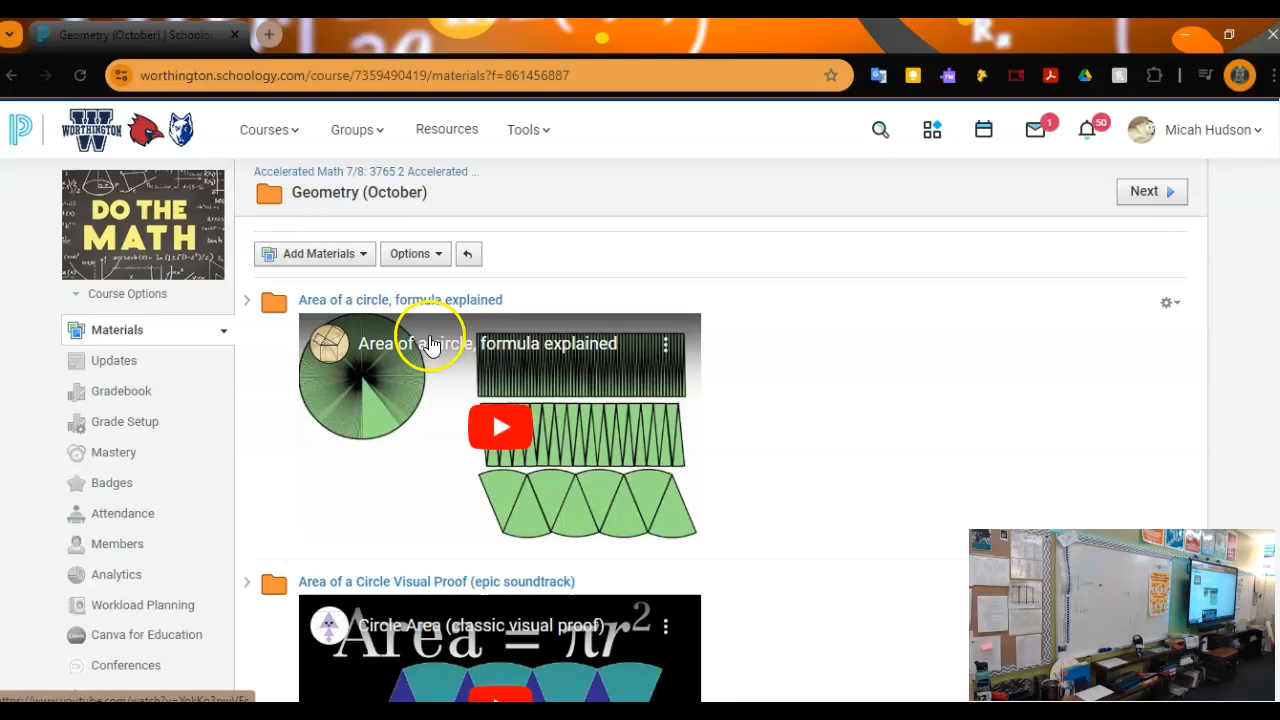 Geometry (October) | Schoolo
worthington.schoology.com/course/7359490419/materials?f=861456887
WORTHINGTON
Courses
Groups
Resources
Tools
1
50
Micah Hudson
DO THE
MATH
Course Options
Materials
Updates
Gradebook
Grade Setup
Mastery
Badges
Attendance
Members
Analytics
Workload Planning
Canva for Education
Conferences
Accelerated Math 7/8: 3765 2 Accelerated ...
Geometry (October)
Next
Add Materials
Options
Area of a circle, formula explained
Area of a circle, formula explained
Area of a Circle Visual Proof (epic soundtrack)
Circle Area (classic visual proof)
Area = πr²